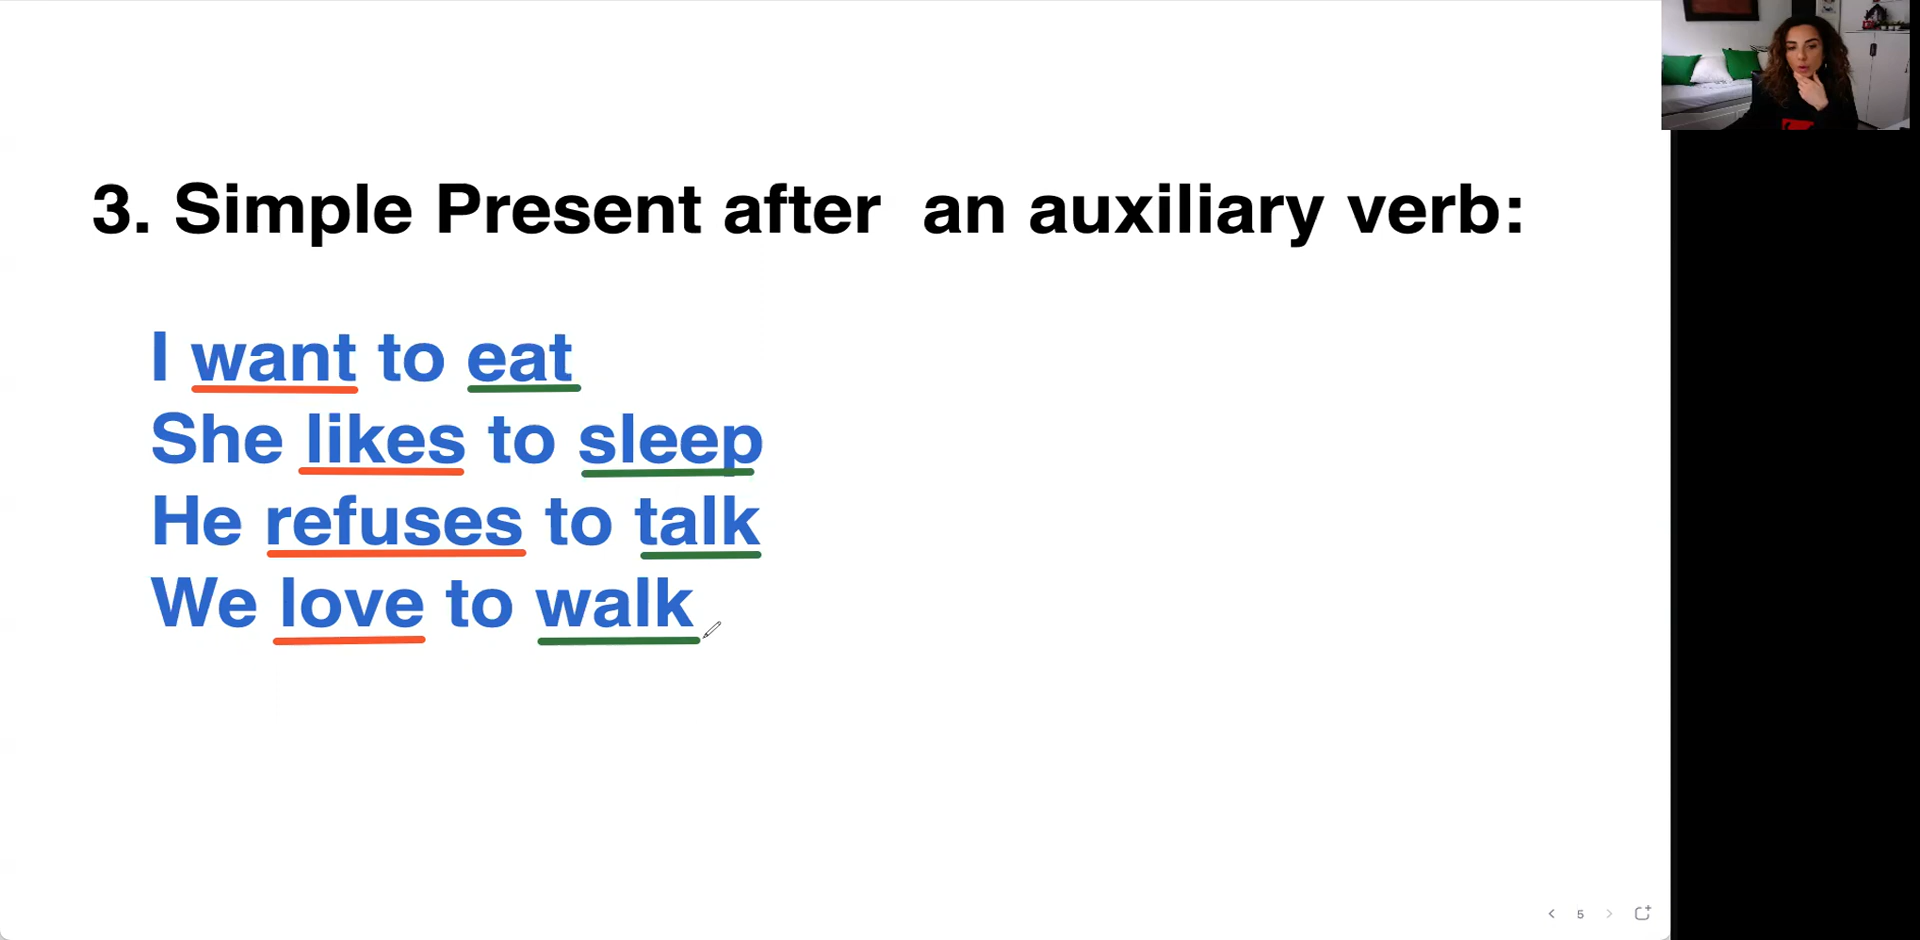 3. Simple Present after an auxiliary verb:
I want to eat
She likes to sleep
He refuses to talk
We love to walk
5